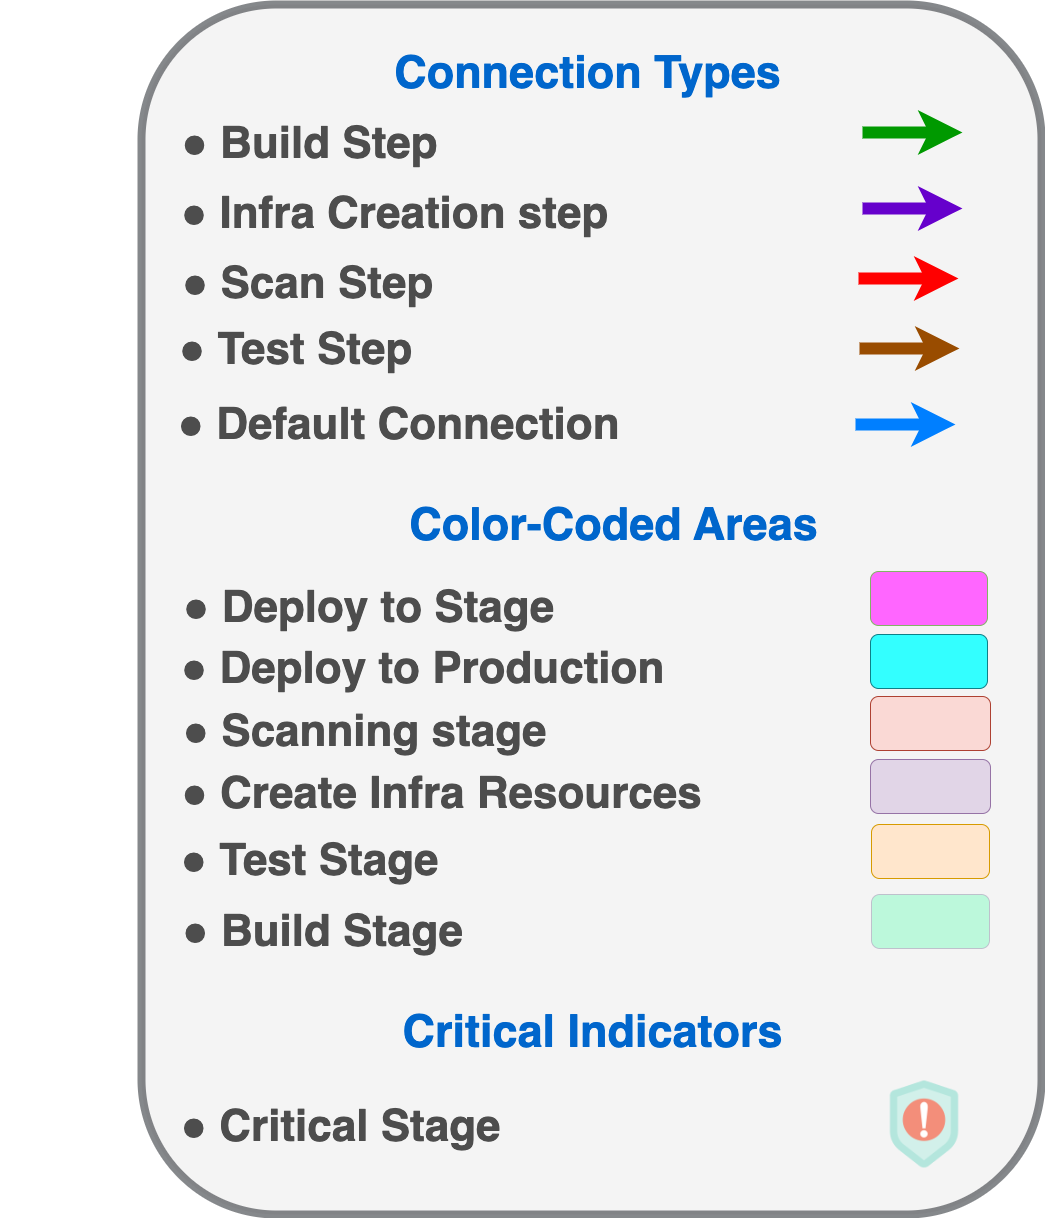 Connection Types
● Build Step
● Infra Creation step
● Scan Step
● Test Step
● Default Connection
Color-Coded Areas
● Deploy to Stage
● Deploy to Production
● Scanning stage
● Create Infra Resources
● Test Stage
● Build Stage
Critical Indicators
● Critical Stage